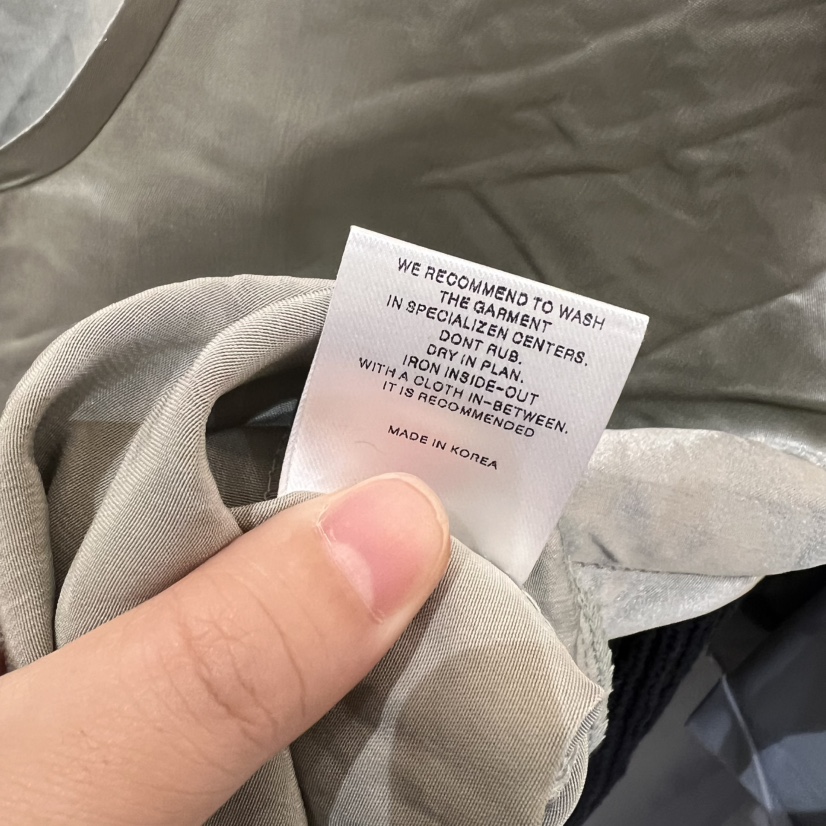 WE RECOMMEND TO WASH
THE GARMENT
IN SPECIALIZEN CENTERS.
DONT RUB.
DRY IN PLAN.
IRON INSIDE-OUT
WITH A CLOTH IN-BETWEEN.
IT IS RECOMMENDED
MADE IN KOREA